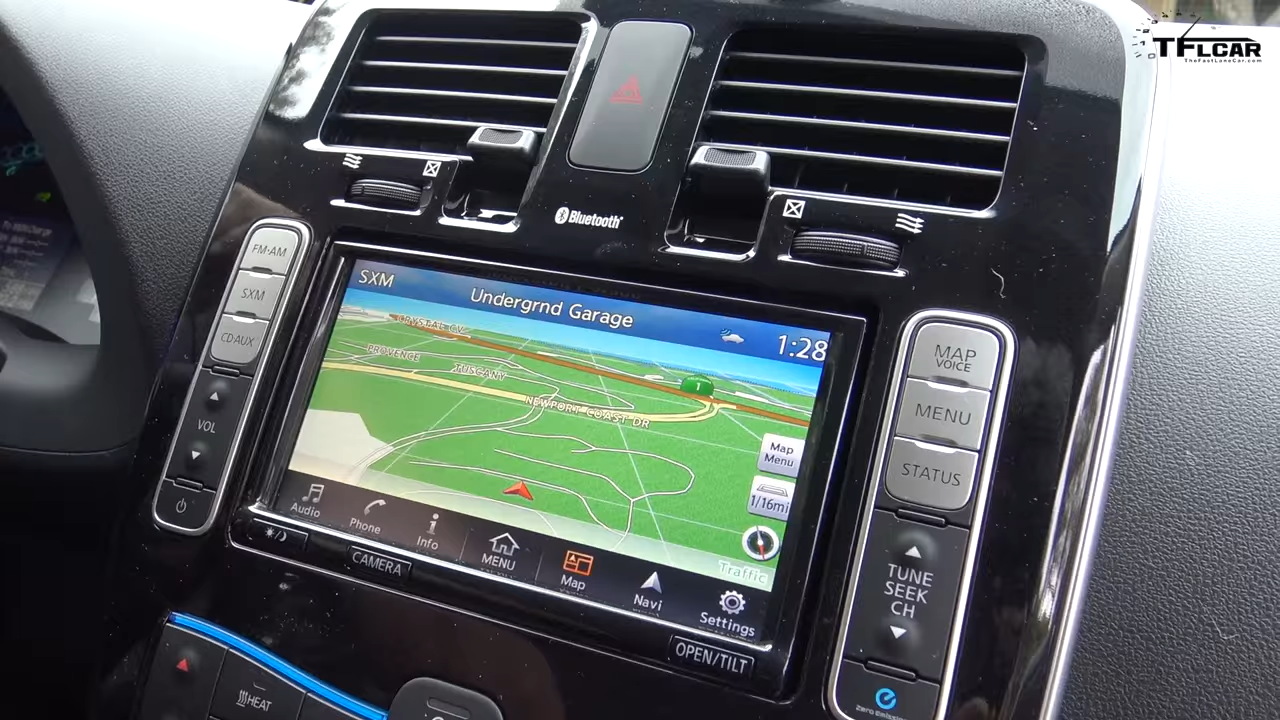 TFLCAR
TheFastLaneCar.com
Bluetooth
FM·AM
SXM
CD·AUX
VOL
SXM
Undergrnd Garage
1:28
CRYSTAL CV
PROVENCE
TUSCANY
NEWPORT COAST DR
1
Map
Menu
1/16mi
Traffic
Audio
Phone
Info
MENU
Map
Navi
Settings
CAMERA
OPEN/TILT
MAP
VOICE
MENU
STATUS
TUNE
SEEK
CH
HEAT